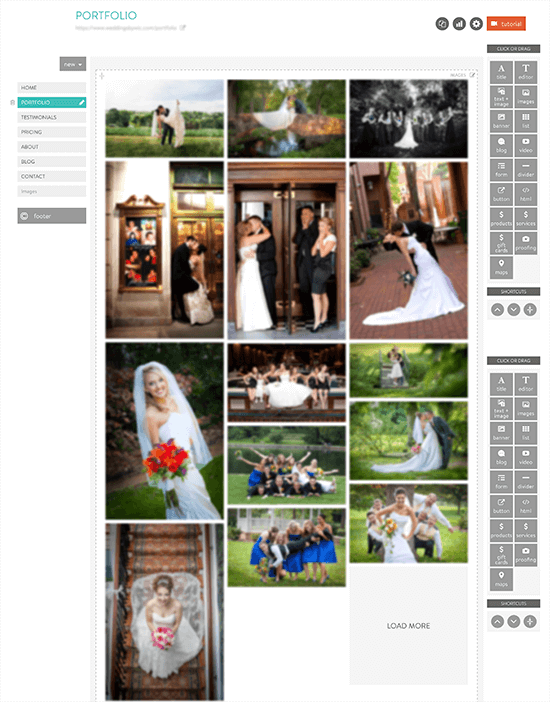 PORTFOLIO
tutorial
new
HOME
PORTFOLIO
TESTIMONIALS
PRICING
ABOUT
BLOG
CONTACT
Images
footer
IMAGES
LOAD MORE
CLICK OR DRAG
title
editor
text +
image
images
banner
list
blog
video
form
divider
button
html
products
services
gift
cards
proofing
maps
SHORTCUTS
CLICK OR DRAG
title
editor
text +
image
images
banner
list
blog
video
form
divider
button
html
products
services
gift
cards
proofing
maps
SHORTCUTS